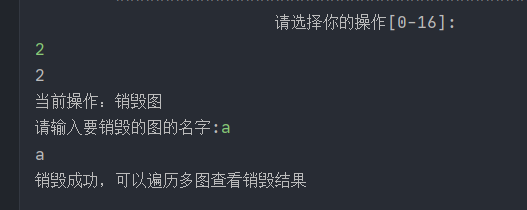 请选择你的操作[0-16]:
2
2
当前操作：销毁图
请输入要销毁的图的名字:a
a
销毁成功，可以遍历多图查看销毁结果